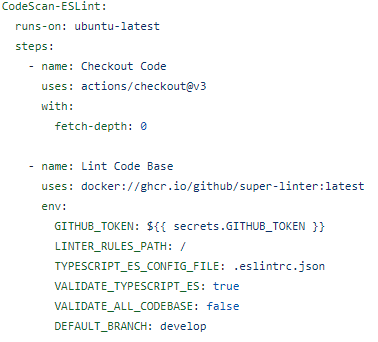 CodeScan-ESLint:
runs-on: ubuntu-latest
steps:
- name: Checkout Code
uses: actions/checkout@v3
with:
fetch-depth: 0
- name: Lint Code Base
uses: docker://ghcr.io/github/super-linter:latest
env:
GITHUB_TOKEN: ${{ secrets.GITHUB_TOKEN }}
LINTER_RULES_PATH: /
TYPESCRIPT_ES_CONFIG_FILE: .eslintrc.json
VALIDATE_TYPESCRIPT_ES: true
VALIDATE_ALL_CODEBASE: false
DEFAULT_BRANCH: develop